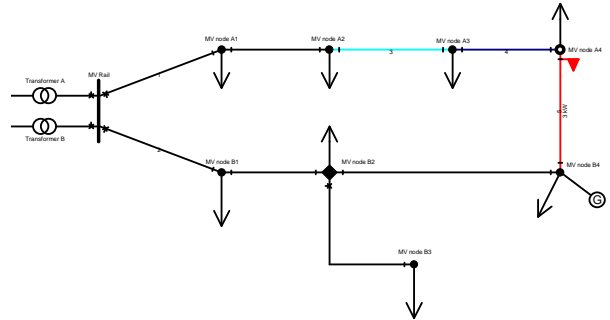 MV node A1
MV node A2
MV node A3
MV node A4
Transformer A
MV Rail
1
3
4
3 kW
Transformer B
2
MV node B1
MV node B2
MV node B4
G
MV node B3